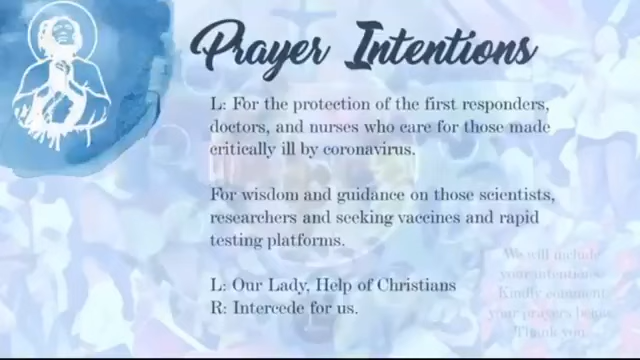 Prayer Intentions
L: For the protection of the first responders,
doctors, and nurses who care for those made
critically ill by coronavirus.
For wisdom and guidance on those scientists,
researchers and seeking vaccines and rapid
testing platforms.
L: Our Lady, Help of Christians
R: Intercede for us.
We will include
your intentions.
Kindly comment
your prayers
Thank you